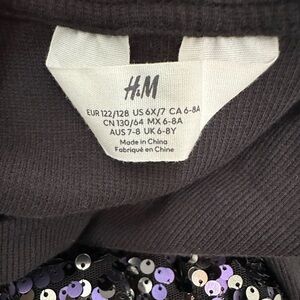 H&M
EUR 122/128 US 6X/7 CA 6-8A
CN 130/64 MX 6-8A
AUS 7-8 UK 6-8Y
Made in China
Fabriqué en Chine